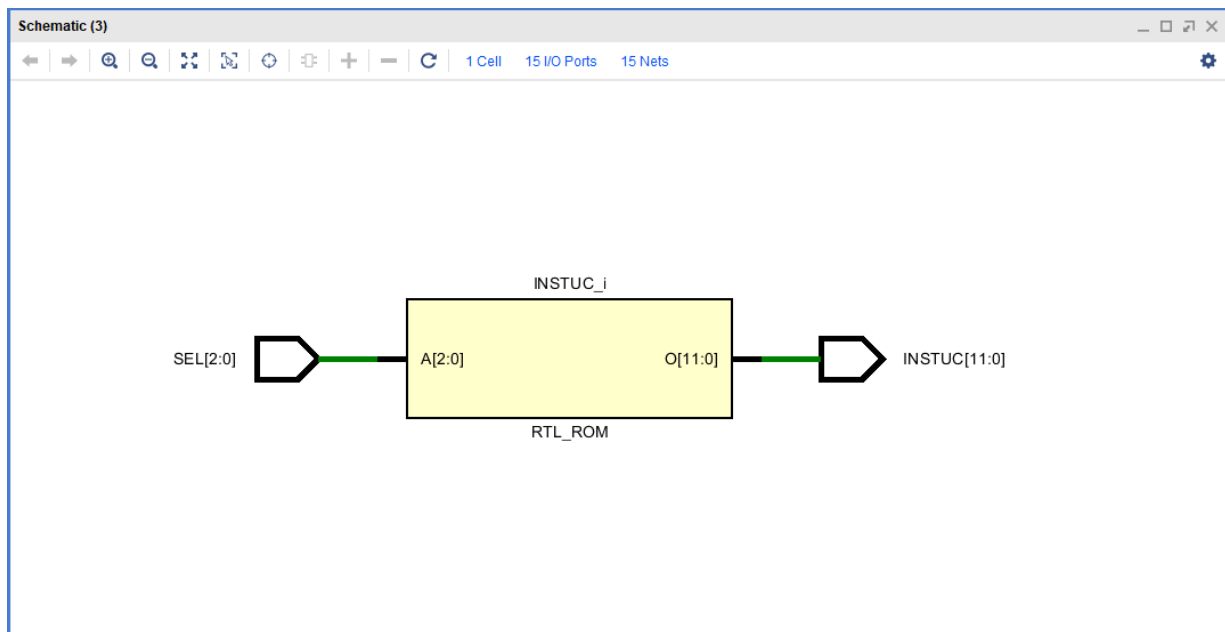 Schematic (3)
1 Cell 15 I/O Ports 15 Nets
INSTUC_i
SEL[2:0] A[2:0] O[11:0] INSTUC[11:0]
RTL_ROM